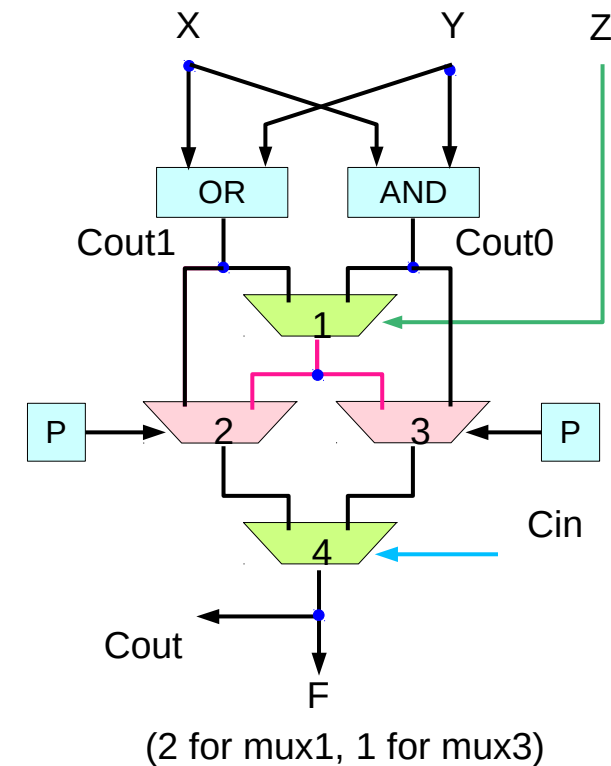 X Y Z
OR AND
Cout1 Cout0
1
P 2 3 P
4 Cin
Cout
F
(2 for mux1, 1 for mux3)